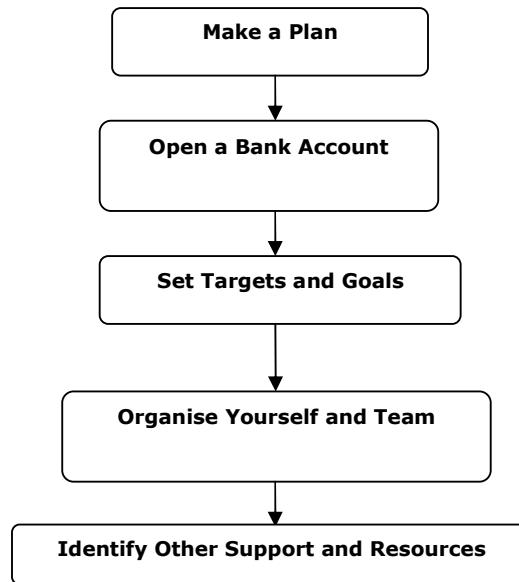 Make a Plan
Open a Bank Account
Set Targets and Goals
Organise Yourself and Team
Identify Other Support and Resources